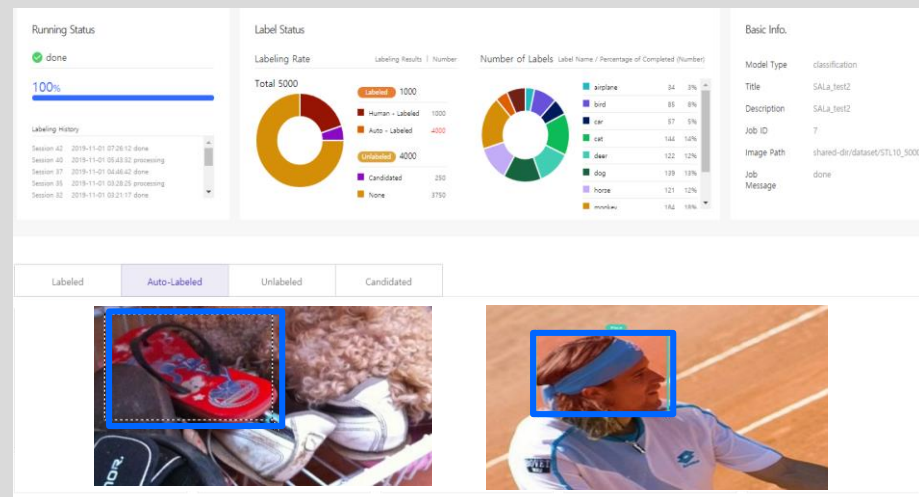 Running Status
done
100%
Labeling History
Session 42 2019-11-01 07:26:12 done
Session 40 2019-11-01 05:43:32 processing
Session 37 2019-11-01 04:46:42 done
Session 35 2019-11-01 03:28:25 processing
Session 32 2019-11-01 03:21:17 done
Label Status
Labeling Rate Labeling Results | Number
Total 5000
Labeled 1000
Human - Labeled 1000
Auto - Labeled 4000
Unlabeled 4000
Candidated 250
None 3750
Number of Labels Label Name / Percentage of Completed (Number)
airplane 34 3%
bird 85 8%
car 57 5%
cat 144 14%
deer 122 12%
dog 139 13%
horse 121 12%
monkey 164 16%
Basic Info.
Model Type classification
Title SALa_test2
Description SALa_test2
Job ID 7
Image Path shared-dir/dataset/STL10_5000
Job Message done
Labeled
Auto-Labeled
Unlabeled
Candidated